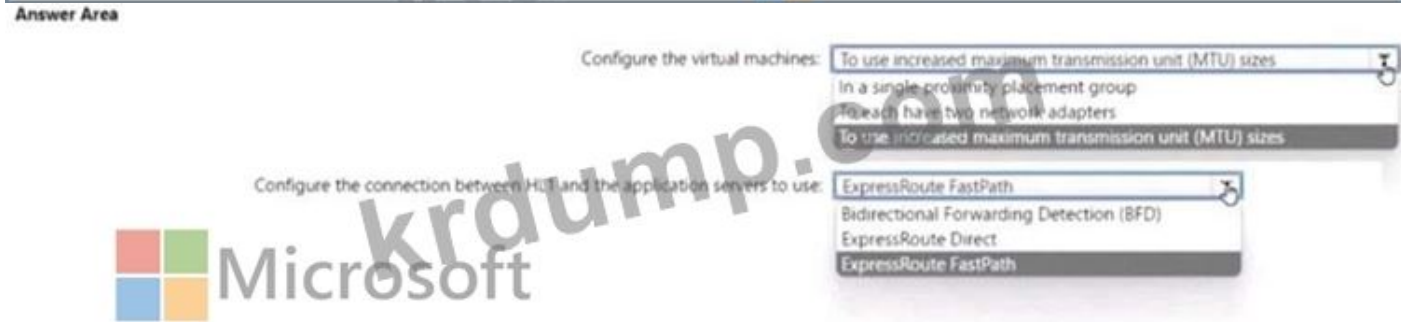 Answer Area
Configure the virtual machines: To use increased maximum transmission unit (MTU) sizes
In a single proximity placement group
To each have two network adapters
To use increased maximum transmission unit (MTU) sizes
Configure the connection between HL1 and the application servers to use: ExpressRoute FastPath
Bidirectional Forwarding Detection (BFD)
ExpressRoute Direct
ExpressRoute FastPath
krdump.com
Microsoft